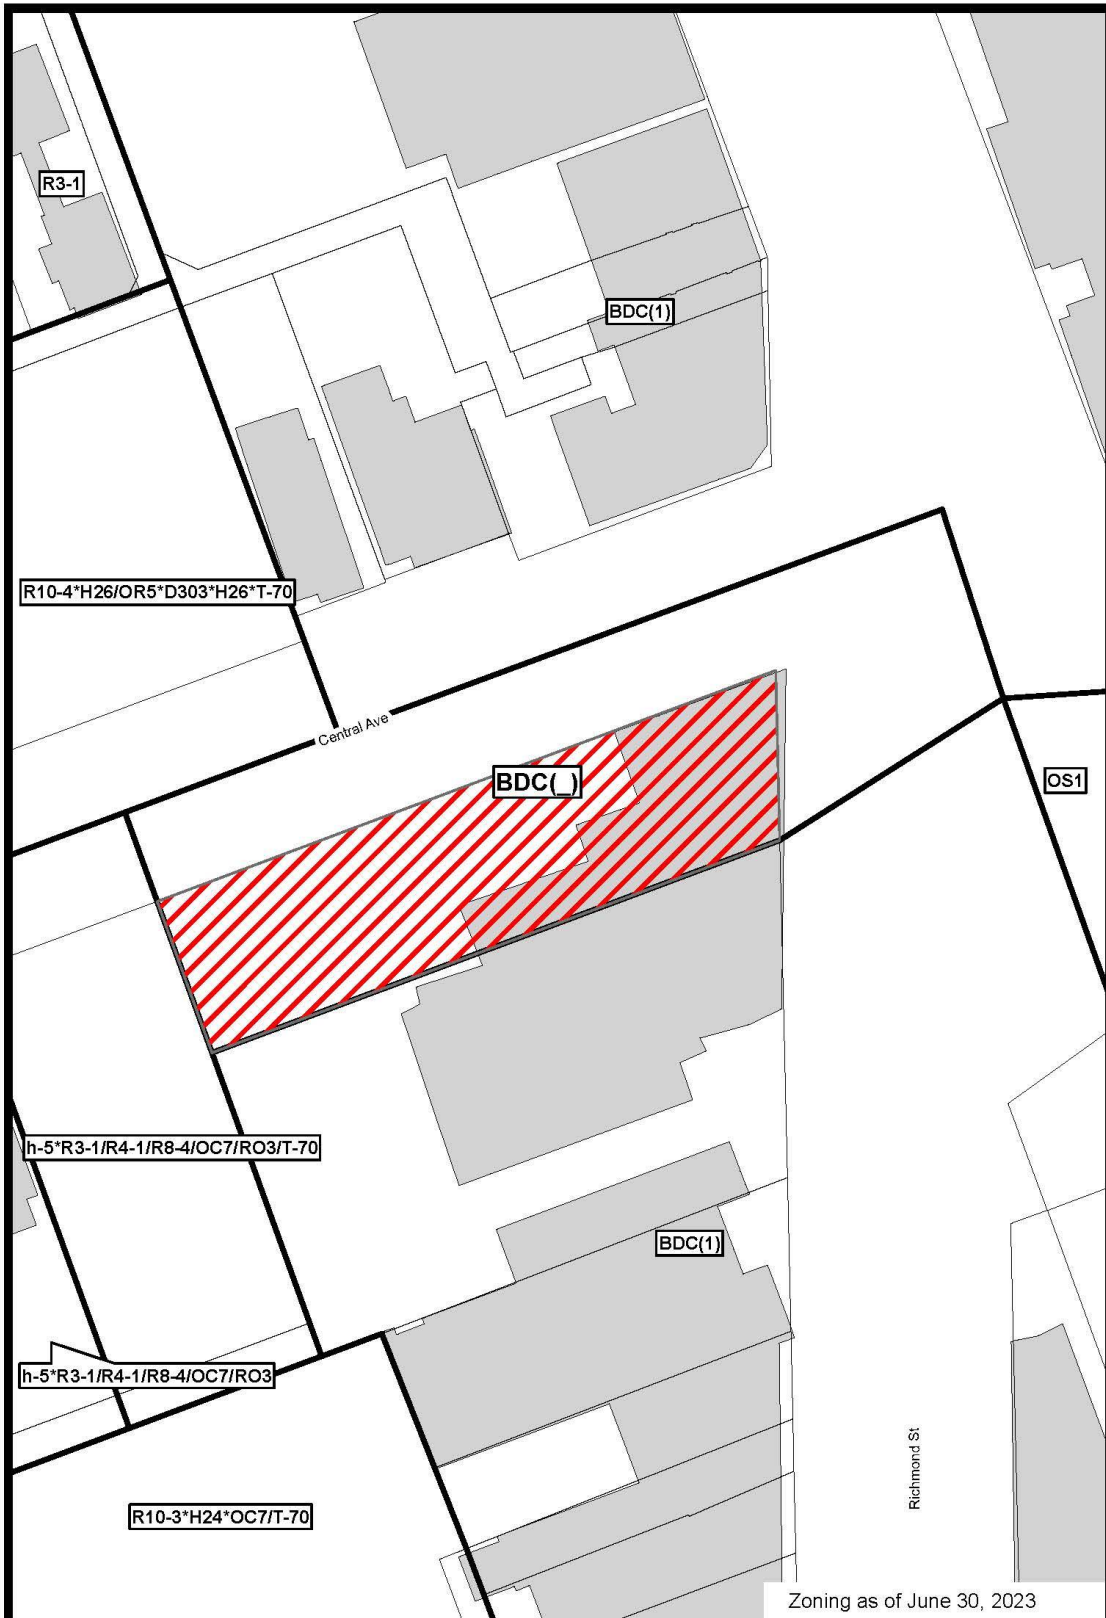 R3-1
BDC(1)
R10-4*H26/OR5*D303*H26*T-70
Central Ave
BDC(_)
OS1
h-5*R3-1/R4-1/R8-4/OC7/RO3/T-70
BDC(1)
h-5*R3-1/R4-1/R8-4/OC7/RO3
Richmond St
R10-3*H24*OC7/T-70
Zoning as of June 30, 2023